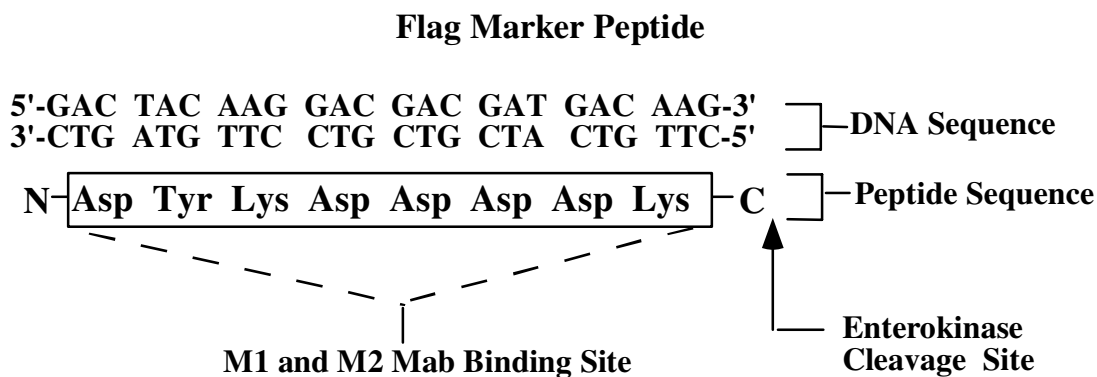 Flag Marker Peptide
5'-GAC TAC AAG GAC GAC GAT GAC AAG-3'
3'-CTG ATG TTC CTG CTG CTA CTG TTC-5'
DNA Sequence
N Asp Tyr Lys Asp Asp Asp Asp Lys C
Peptide Sequence
M1 and M2 Mab Binding Site
Enterokinase
Cleavage Site